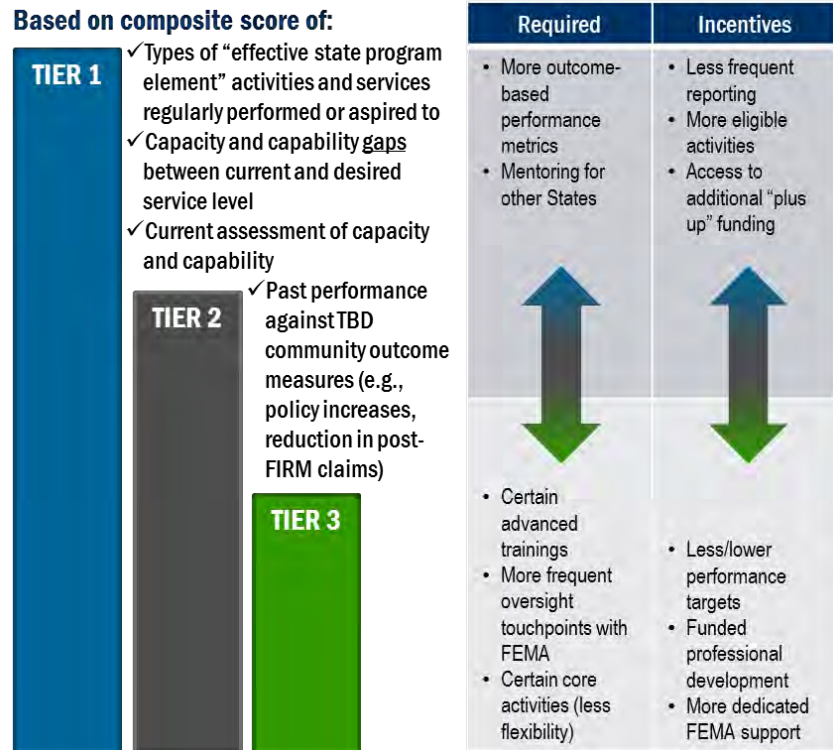 Based on composite score of:
TIER 1
✓Types of “effective state program
element” activities and services
regularly performed or aspired to
✓Capacity and capability gaps
between current and desired
service level
✓Current assessment of capacity
and capability
TIER 2
✓Past performance
against TBD
community outcome
measures (e.g.,
policy increases,
reduction in post-
FIRM claims)
TIER 3
Required
• More outcome-
based
performance
metrics
• Mentoring for
other States
• Certain
advanced
trainings
• More frequent
oversight
touchpoints with
FEMA
• Certain core
activities (less
flexibility)
Incentives
• Less frequent
reporting
• More eligible
activities
• Access to
additional “plus
up” funding
• Less/lower
performance
targets
• Funded
professional
development
• More dedicated
FEMA support